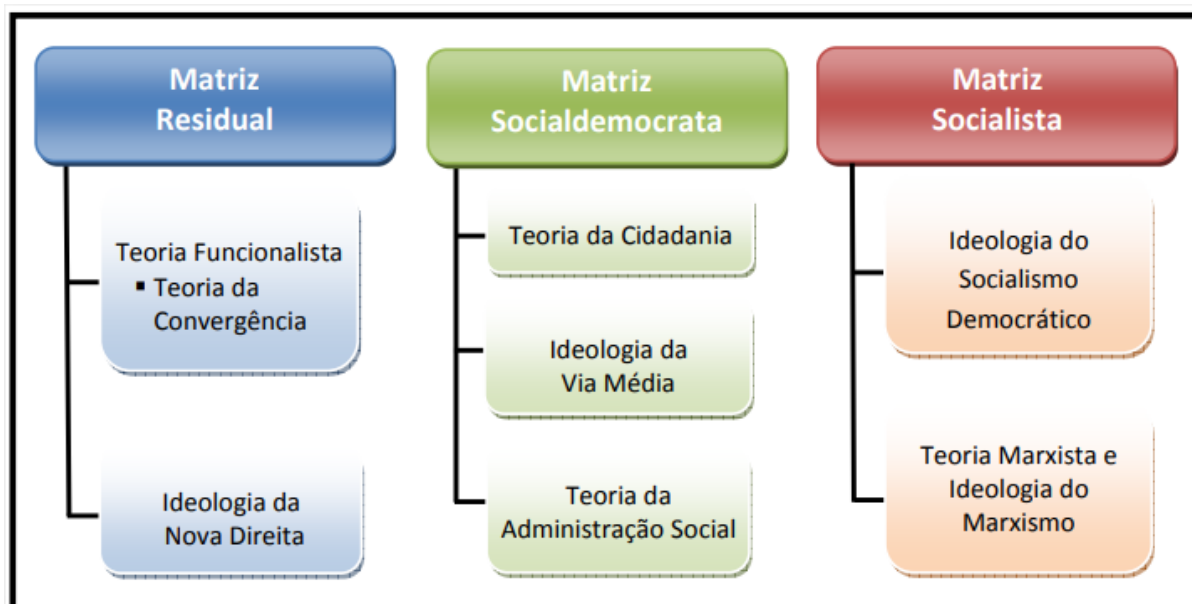 Matriz
Residual
Teoria Funcionalista
▪ Teoria da
Convergência
Ideologia da
Nova Direita
Matriz
Socialdemocrata
Teoria da Cidadania
Ideologia da
Via Média
Teoria da
Administração Social
Matriz
Socialista
Ideologia do
Socialismo
Democrático
Teoria Marxista e
Ideologia do
Marxismo